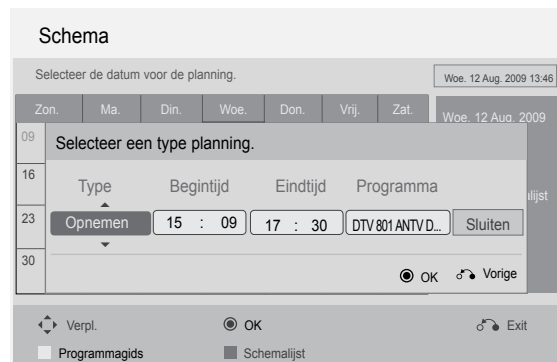 Schema
Selecteer de datum voor de planning.
Woe. 12 Aug. 2009 13:46
Zon. Ma. Din. Woe. Don. Vrij. Zat.
Woe. 12 Aug. 2009
09
Selecteer een type planning.
16
Type Begintijd Eindtijd Programma
23
Opnemen 15 : 09 17 : 30 DTV 801 ANTV D... Sluiten
30
OK Vorige
Verpl. OK Exit
Programmagids Schemalijst